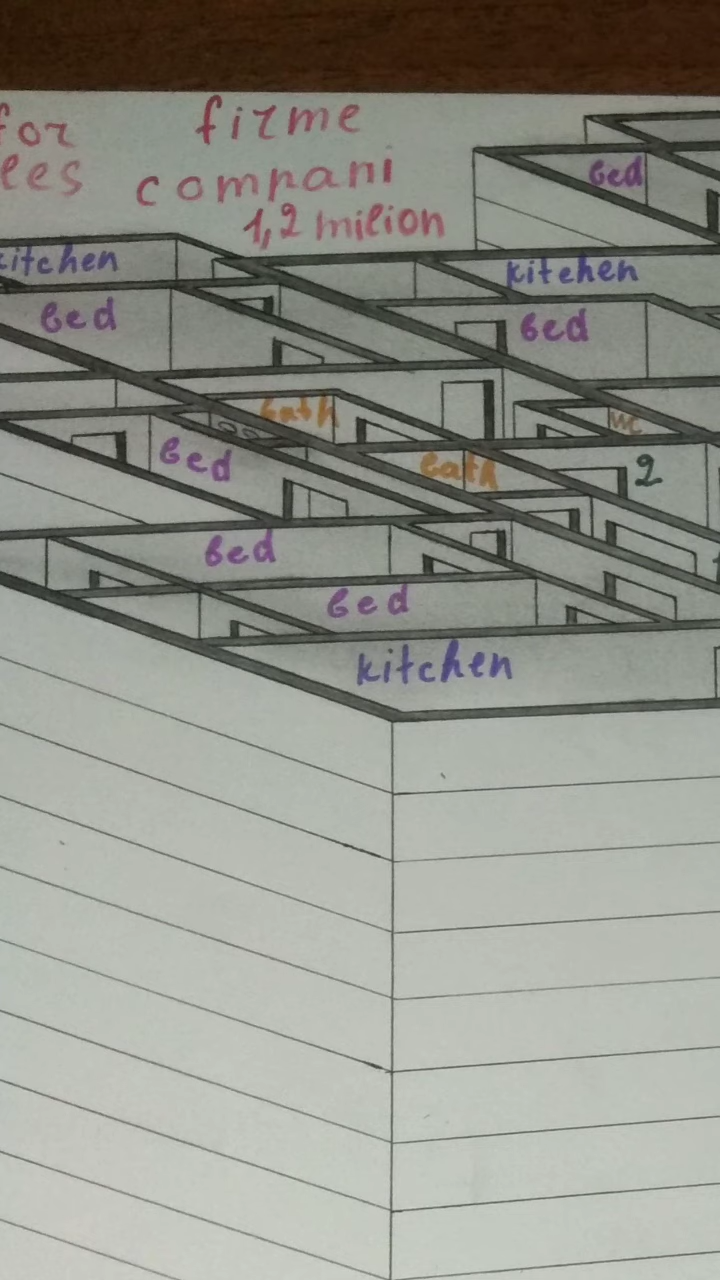 for firme
ees compani
1,2 milion
bed
kitchen kitchen
bed bed
bath wc
bed bath 2
bed
bed
kitchen